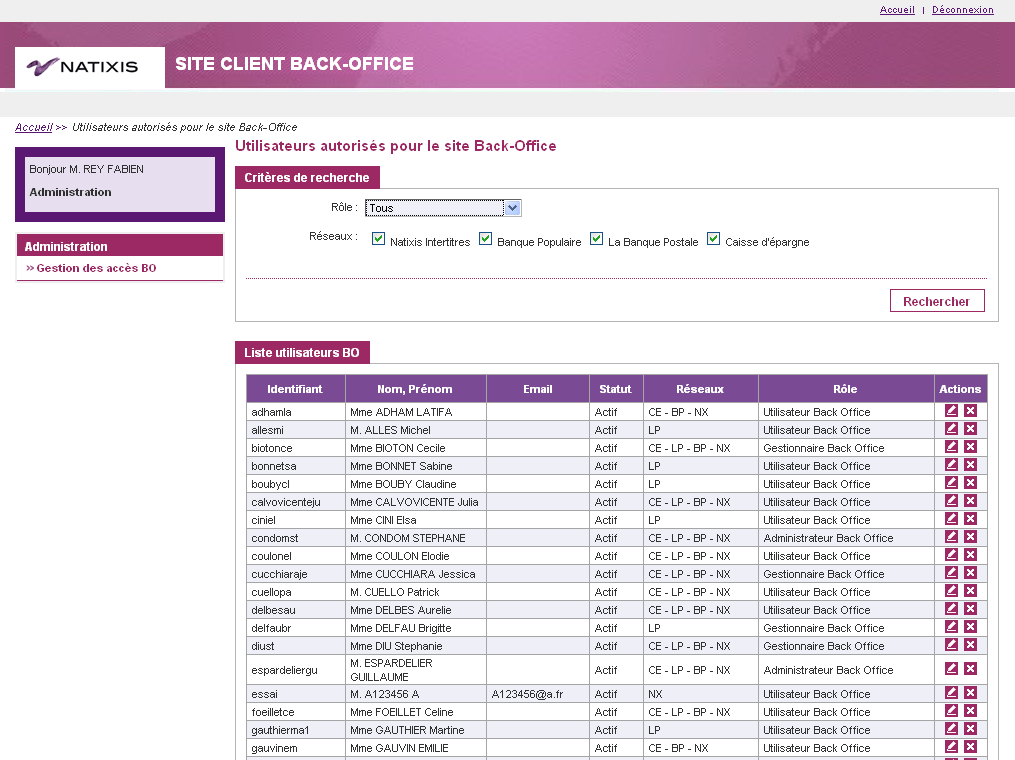 Accueil | Déconnexion
NATIXIS
SITE CLIENT BACK-OFFICE
Accueil >> Utilisateurs autorisés pour le site Back-Office
Bonjour M. REY FABIEN
Administration
Administration
>> Gestion des accès BO
Utilisateurs autorisés pour le site Back-Office
Critères de recherche
Rôle : Tous
Réseaux : Natixis Intertitres Banque Populaire La Banque Postale Caisse d'épargne
Rechercher
Liste utilisateurs BO
Identifiant Nom, Prénom Email Statut Réseaux Rôle Actions
adhamla Mme ADHAM LATIFA Actif CE - BP - NX Utilisateur Back Office
allesmi M. ALLES Michel Actif LP Utilisateur Back Office
biotonce Mme BIOTON Cecile Actif CE - LP - BP - NX Gestionnaire Back Office
bonnetsa Mme BONNET Sabine Actif LP Utilisateur Back Office
boubycl Mme BOUBY Claudine Actif LP Utilisateur Back Office
calvovicenteju Mme CALVOVICENTE Julia Actif CE - LP - BP - NX Utilisateur Back Office
ciniel Mme CINI Elsa Actif LP Utilisateur Back Office
condomst M. CONDOM STEPHANE Actif CE - LP - BP - NX Administrateur Back Office
coulonel Mme COULON Elodie Actif CE - LP - BP - NX Utilisateur Back Office
cucchiaraje Mme CUCCHIARA Jessica Actif CE - LP - BP - NX Gestionnaire Back Office
cuellopa M. CUELLO Patrick Actif CE - LP - BP - NX Utilisateur Back Office
delbesau Mme DELBES Aurelie Actif CE - LP - BP - NX Utilisateur Back Office
delfaubr Mme DELFAU Brigitte Actif LP Gestionnaire Back Office
diust Mme DIU Stephanie Actif CE - LP - BP - NX Gestionnaire Back Office
espardeliergu M. ESPARDELIER GUILLAUME Actif CE - LP - BP - NX Administrateur Back Office
essai M. A123456 A A123456@a.fr Actif NX Utilisateur Back Office
foeilletce Mme FOEILLET Celine Actif CE - LP - BP - NX Utilisateur Back Office
gauthierma1 Mme GAUTHIER Martine Actif LP Utilisateur Back Office
gauvinem Mme GAUVIN EMILIE Actif CE - BP - NX Utilisateur Back Office